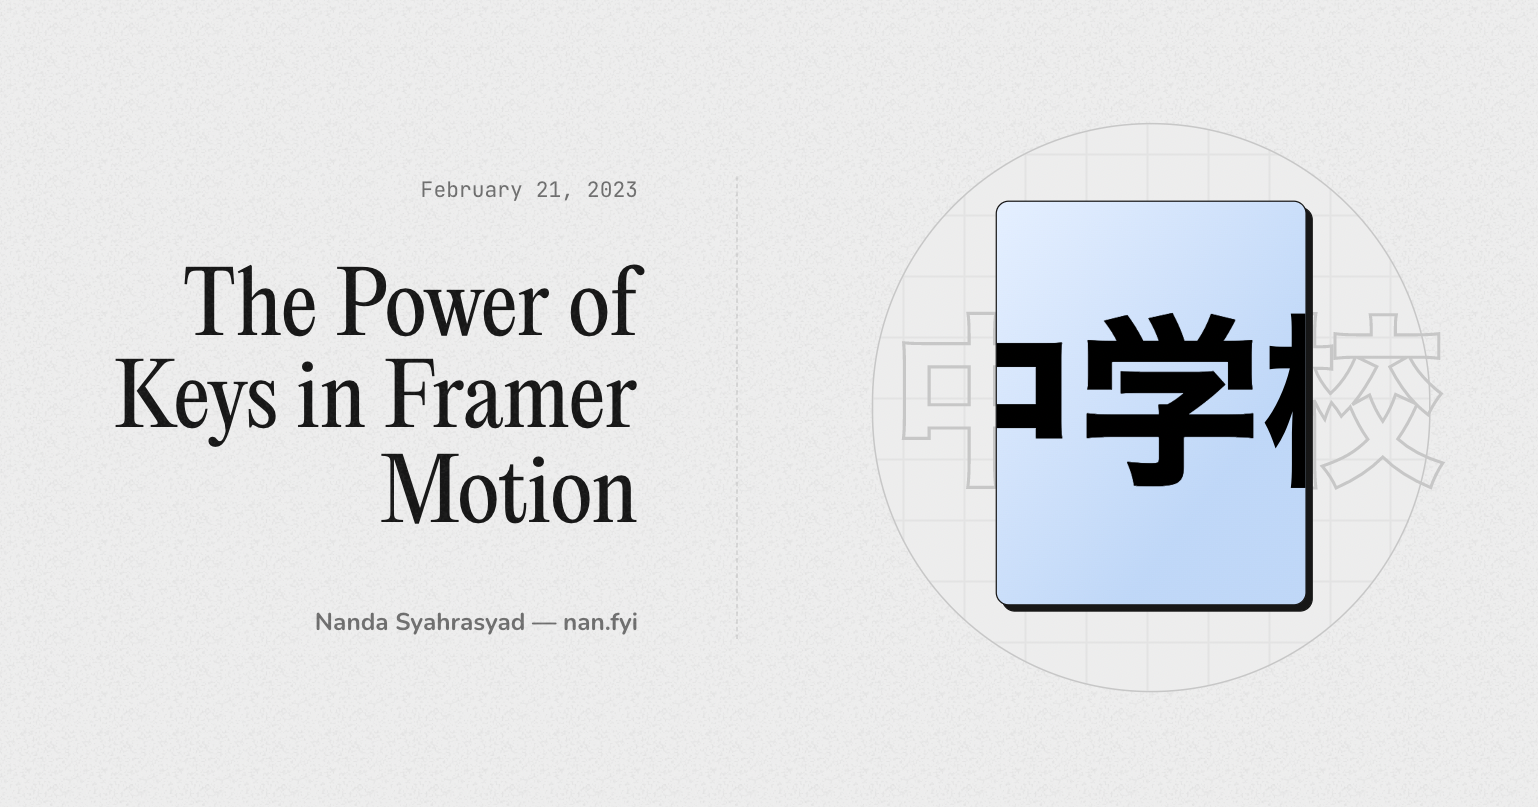 February 21, 2023
The Power of
Keys in Framer
Motion
Nanda Syahrasyad — nan.fyi
中学校